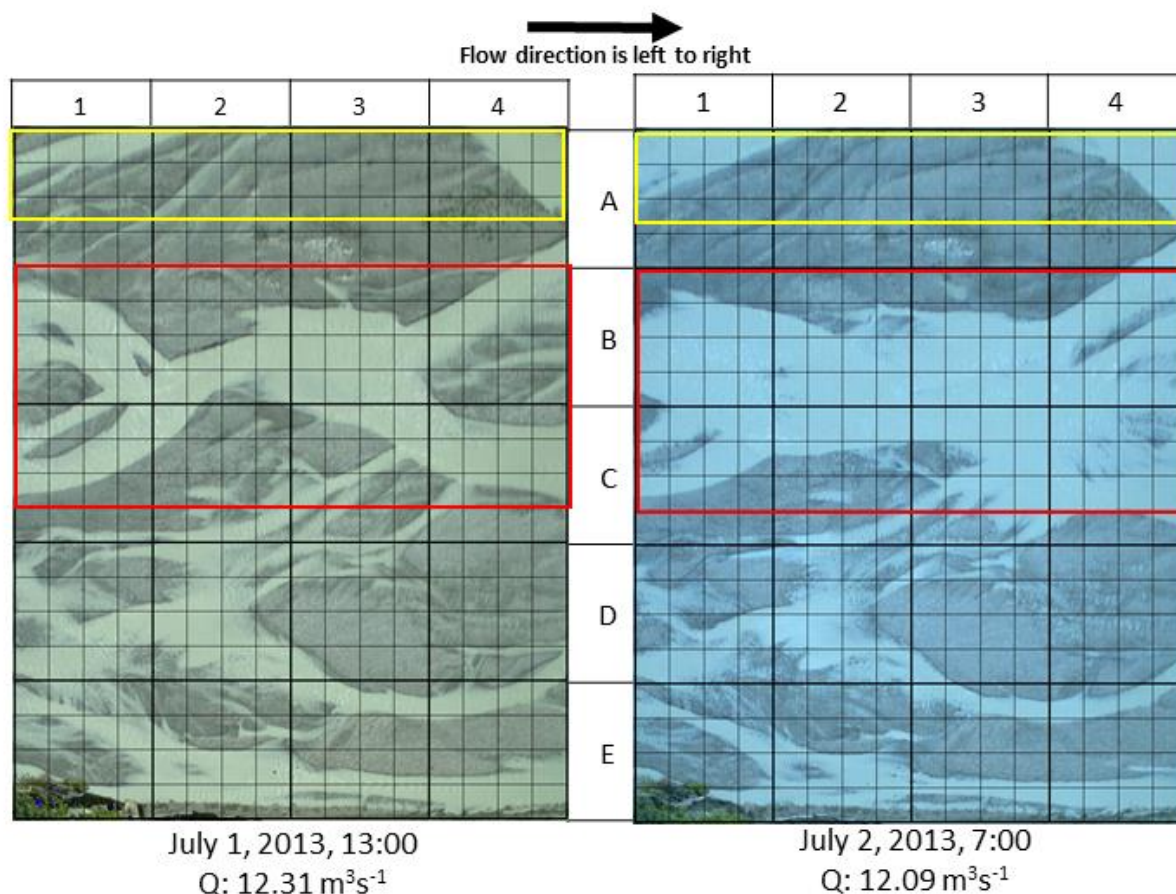 Flow direction is left to right
1 2 3 4 1 2 3 4
A
B
C
D
E
July 1, 2013, 13:00 July 2, 2013, 7:00
Q: 12.31 m³s⁻¹ Q: 12.09 m³s⁻¹